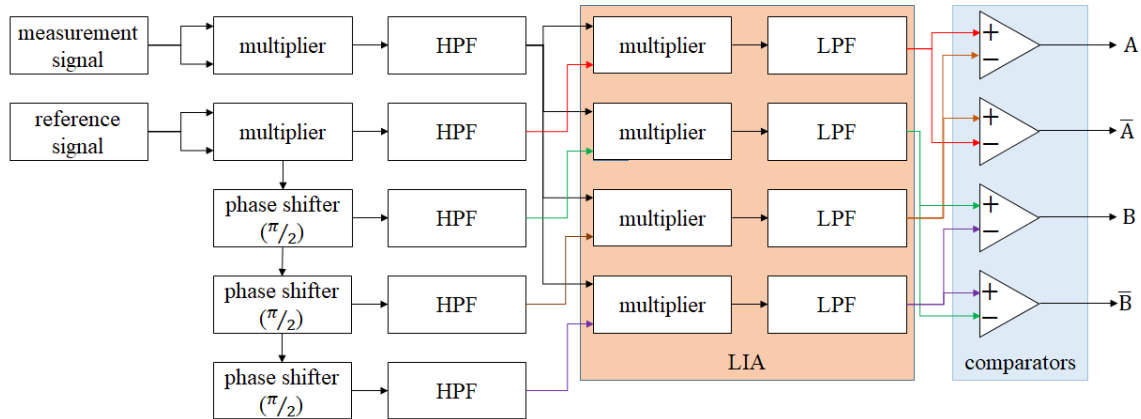 measurement
signal
multiplier
HPF
multiplier
LPF
+
−
A
reference
signal
multiplier
HPF
multiplier
LPF
+
−
A̅
phase shifter
(π/2)
HPF
multiplier
LPF
+
−
B
phase shifter
(π/2)
HPF
multiplier
LPF
+
−
B̅
phase shifter
(π/2)
HPF
LIA
comparators